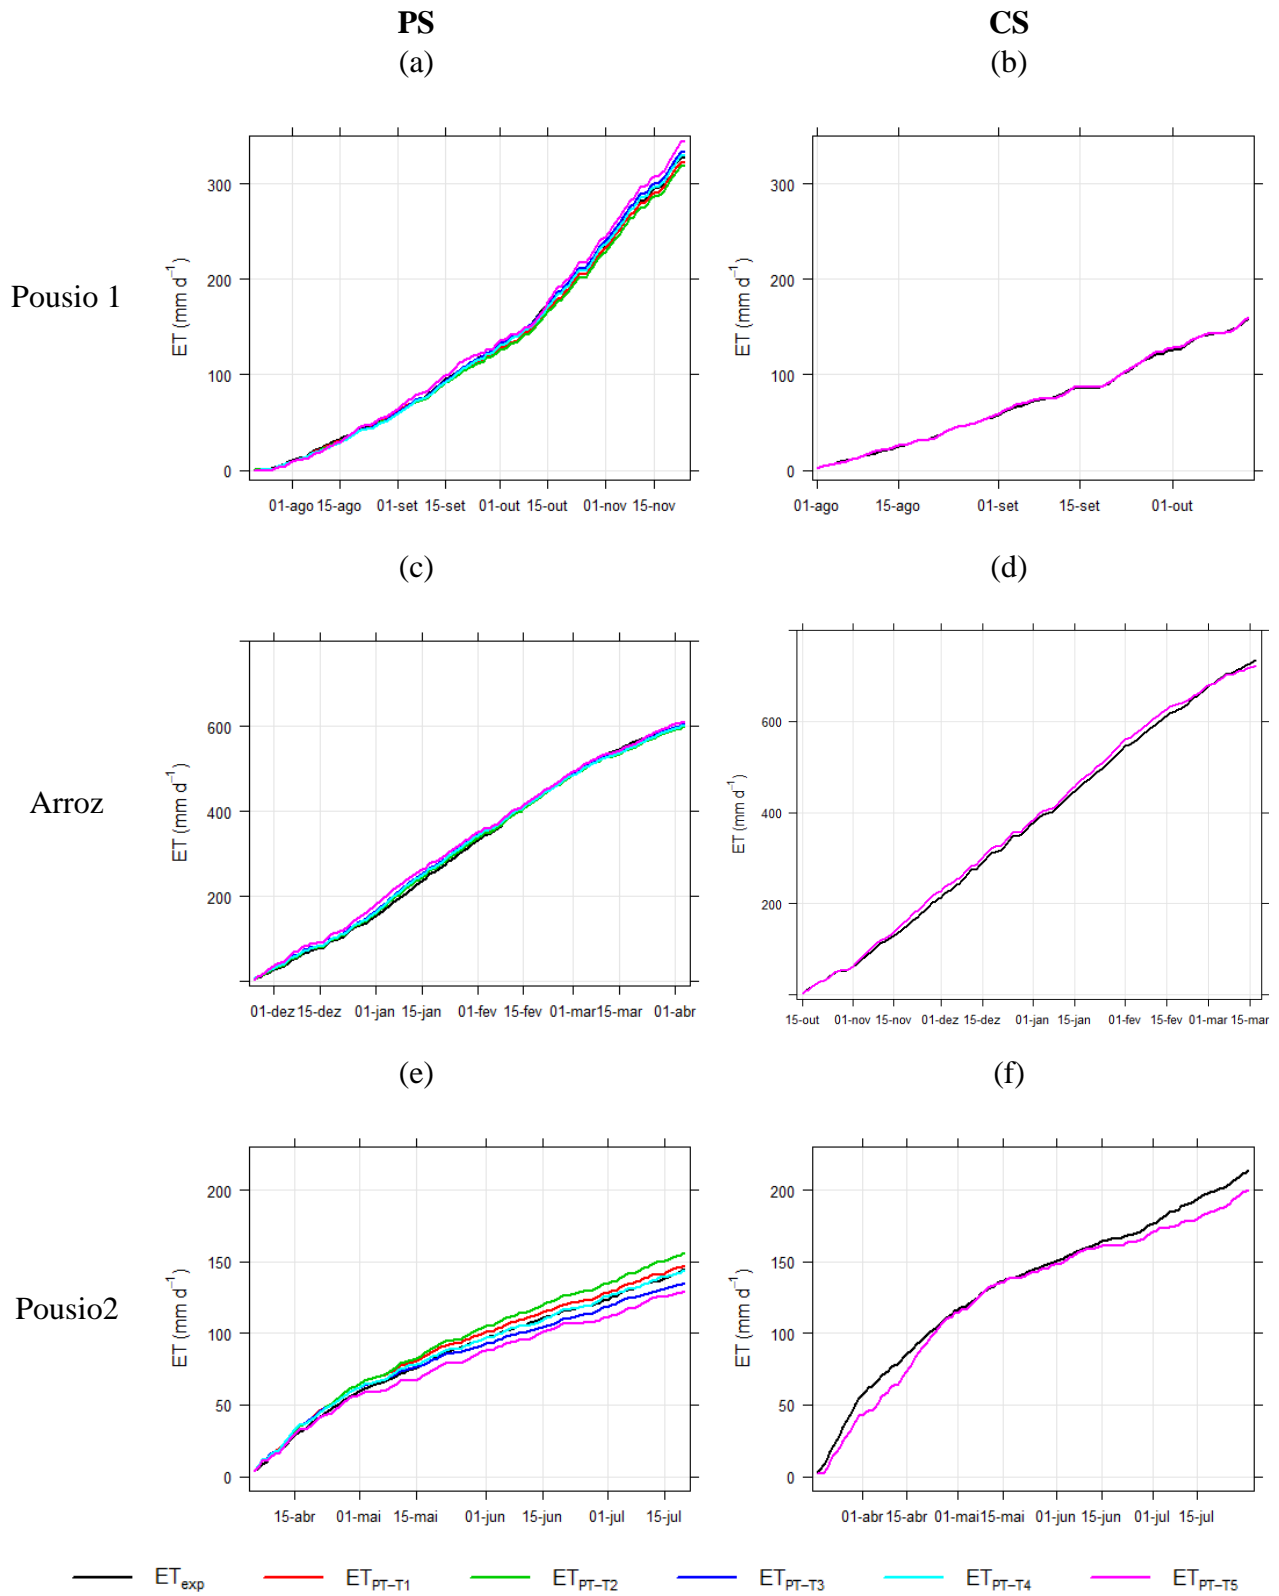 PS CS
(a) (b)
Pousio 1
ET (mm d⁻¹)
300
200
100
0
01-ago 15-ago 01-set 15-set 01-out 15-out 01-nov 15-nov
ET (mm d⁻¹)
300
200
100
0
01-ago 15-ago 01-set 15-set 01-out
(c) (d)
Arroz
ET (mm d⁻¹)
600
400
200
01-dez 15-dez 01-jan 15-jan 01-fev 15-fev 01-mar 15-mar 01-abr
ET (mm d⁻¹)
600
400
200
0
15-out 01-nov 15-nov 01-dez 15-dez 01-jan 15-jan 01-fev 15-fev 01-mar 15-mar
(e) (f)
Pousio2
ET (mm d⁻¹)
200
150
100
50
0
15-abr 01-mai 15-mai 01-jun 15-jun 01-jul 15-jul
ET (mm d⁻¹)
200
150
100
50
0
01-abr 15-abr 01-mai 15-mai 01-jun 15-jun 01-jul 15-jul
ETexp ETPT-T1 ETPT-T2 ETPT-T3 ETPT-T4 ETPT-T5